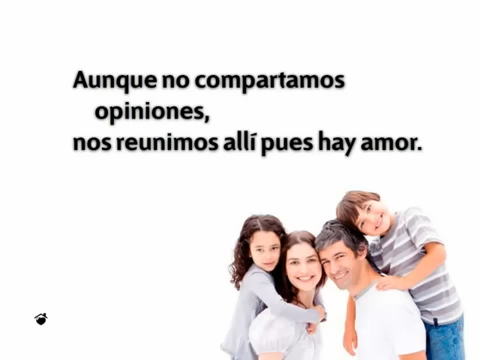 Aunque no compartamos
opiniones,
nos reunimos allí pues hay amor.